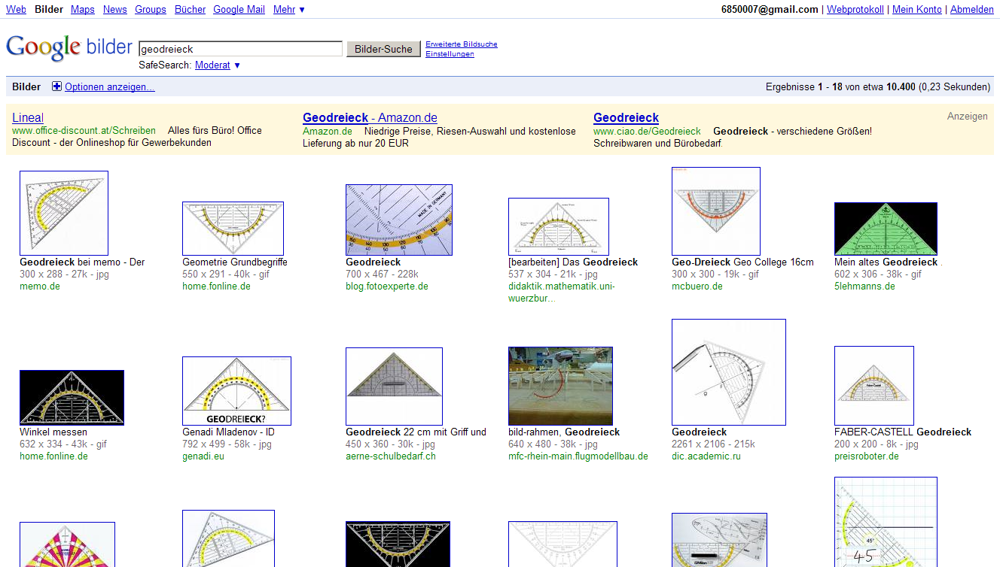 Web Bilder Maps News Groups Bücher Google Mail Mehr ▼ 6850007@gmail.com | Webprotokoll | Mein Konto | Abmelden
Google bilder geodreieck Bilder-Suche Erweiterte Bildsuche
Einstellungen
SafeSearch: Moderat ▼
Bilder Optionen anzeigen... Ergebnisse 1 - 18 von etwa 10.400 (0,23 Sekunden)
Lineal
www.office-discount.at/Schreiben Alles fürs Büro! Office
Discount - der Onlineshop für Gewerbekunden
Geodreieck - Amazon.de
Amazon.de Niedrige Preise, Riesen-Auswahl und kostenlose
Lieferung ab nur 20 EUR
Geodreieck
www.ciao.de/Geodreieck Geodreieck - verschiedene Größen!
Schreibwaren und Bürobedarf.
Anzeigen
Geodreieck bei memo - Der
300 x 288 - 27k - jpg
memo.de
Geometrie Grundbegriffe
550 x 291 - 40k - gif
home.fonline.de
MADE IN GERMANY
Geodreieck
700 x 467 - 228k
blog.fotoexperte.de
[bearbeiten] Das Geodreieck
537 x 304 - 21k - jpg
didaktik.mathematik.uni-
wuerzbur...
Geo-Dreieck Geo College 16cm
300 x 300 - 19k - gif
mcbuero.de
Mein altes Geodreieck .
602 x 306 - 38k - gif
5lehmanns.de
Winkel messen
632 x 334 - 43k - gif
home.fonline.de
GEODREIECK?
Genadi Mladenov - ID
792 x 499 - 58k - jpg
genadi.eu
Geodreieck 22 cm mit Griff und
450 x 360 - 30k - jpg
aerne-schulbedarf.ch
bild-rahmen, Geodreieck
640 x 480 - 38k - jpg
mfc-rhein-main.flugmodellbau.de
Geodreieck
2261 x 2106 - 215k
dic.academic.ru
Faber-Castell
FABER-CASTELL Geodreieck
200 x 200 - 8k - jpg
preisroboter.de
45°
45